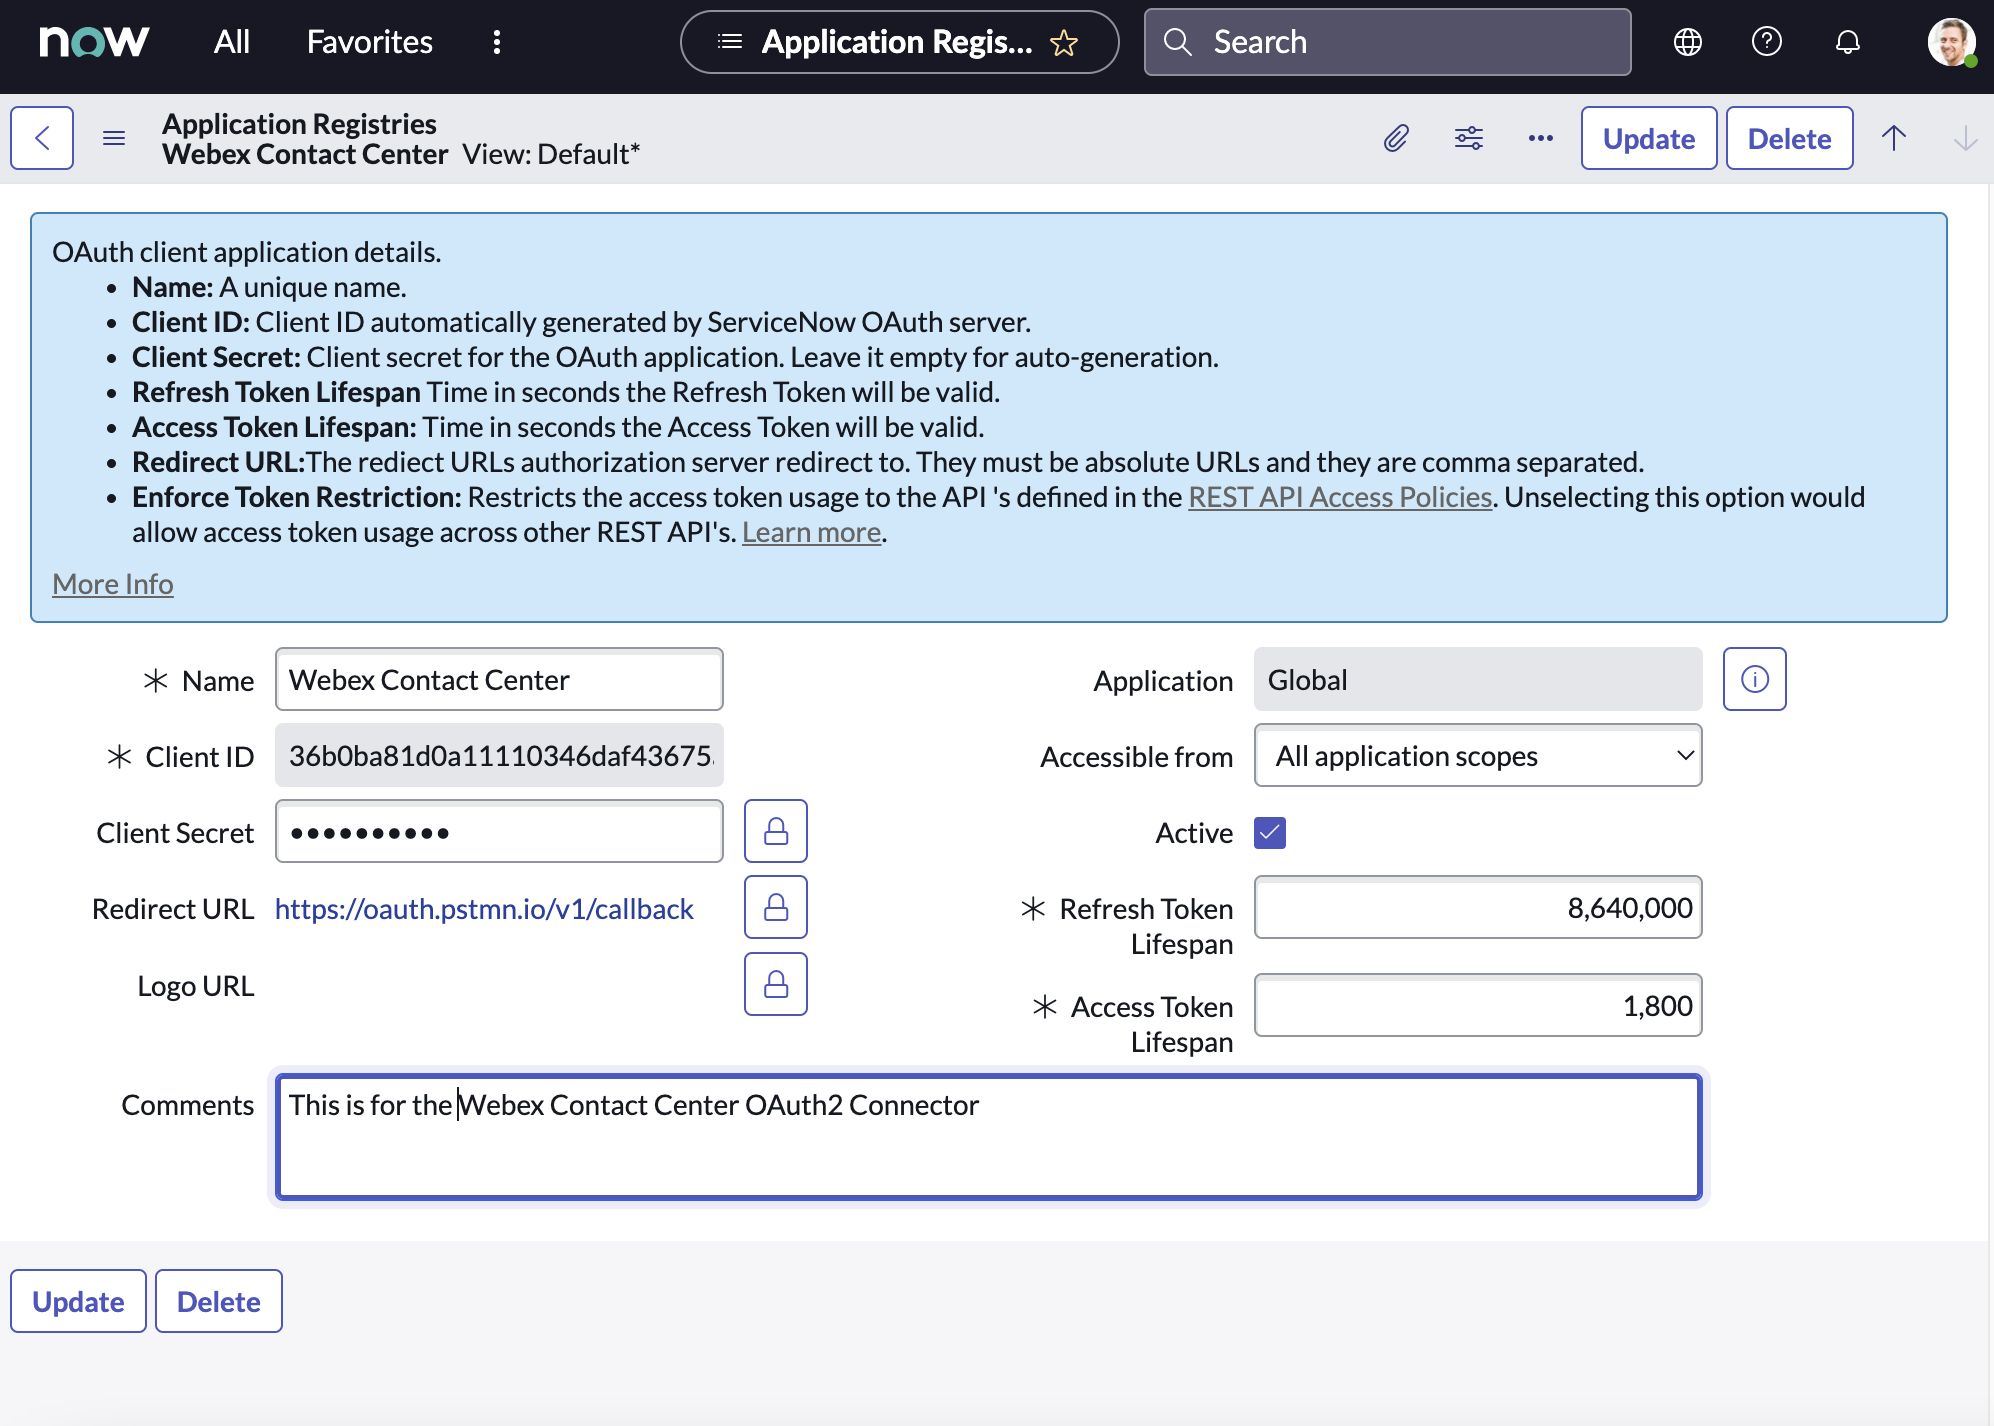 now All Favorites Application Regis... Search
Application Registries
Webex Contact Center View: Default*
Update Delete
OAuth client application details.
• Name: A unique name.
• Client ID: Client ID automatically generated by ServiceNow OAuth server.
• Client Secret: Client secret for the OAuth application. Leave it empty for auto-generation.
• Refresh Token Lifespan Time in seconds the Refresh Token will be valid.
• Access Token Lifespan: Time in seconds the Access Token will be valid.
• Redirect URL:The rediect URLs authorization server redirect to. They must be absolute URLs and they are comma separated.
• Enforce Token Restriction: Restricts the access token usage to the API 's defined in the REST API Access Policies. Unselecting this option would
allow access token usage across other REST API's. Learn more.
More Info
Name Webex Contact Center
Application Global
Client ID 36b0ba81d0a11110346daf43675
Accessible from All application scopes
Client Secret ••••••••••
Active
Redirect URL https://oauth.pstmn.io/v1/callback
Refresh Token
Lifespan
8,640,000
Logo URL
Access Token
Lifespan
1,800
Comments This is for the Webex Contact Center OAuth2 Connector
Update Delete